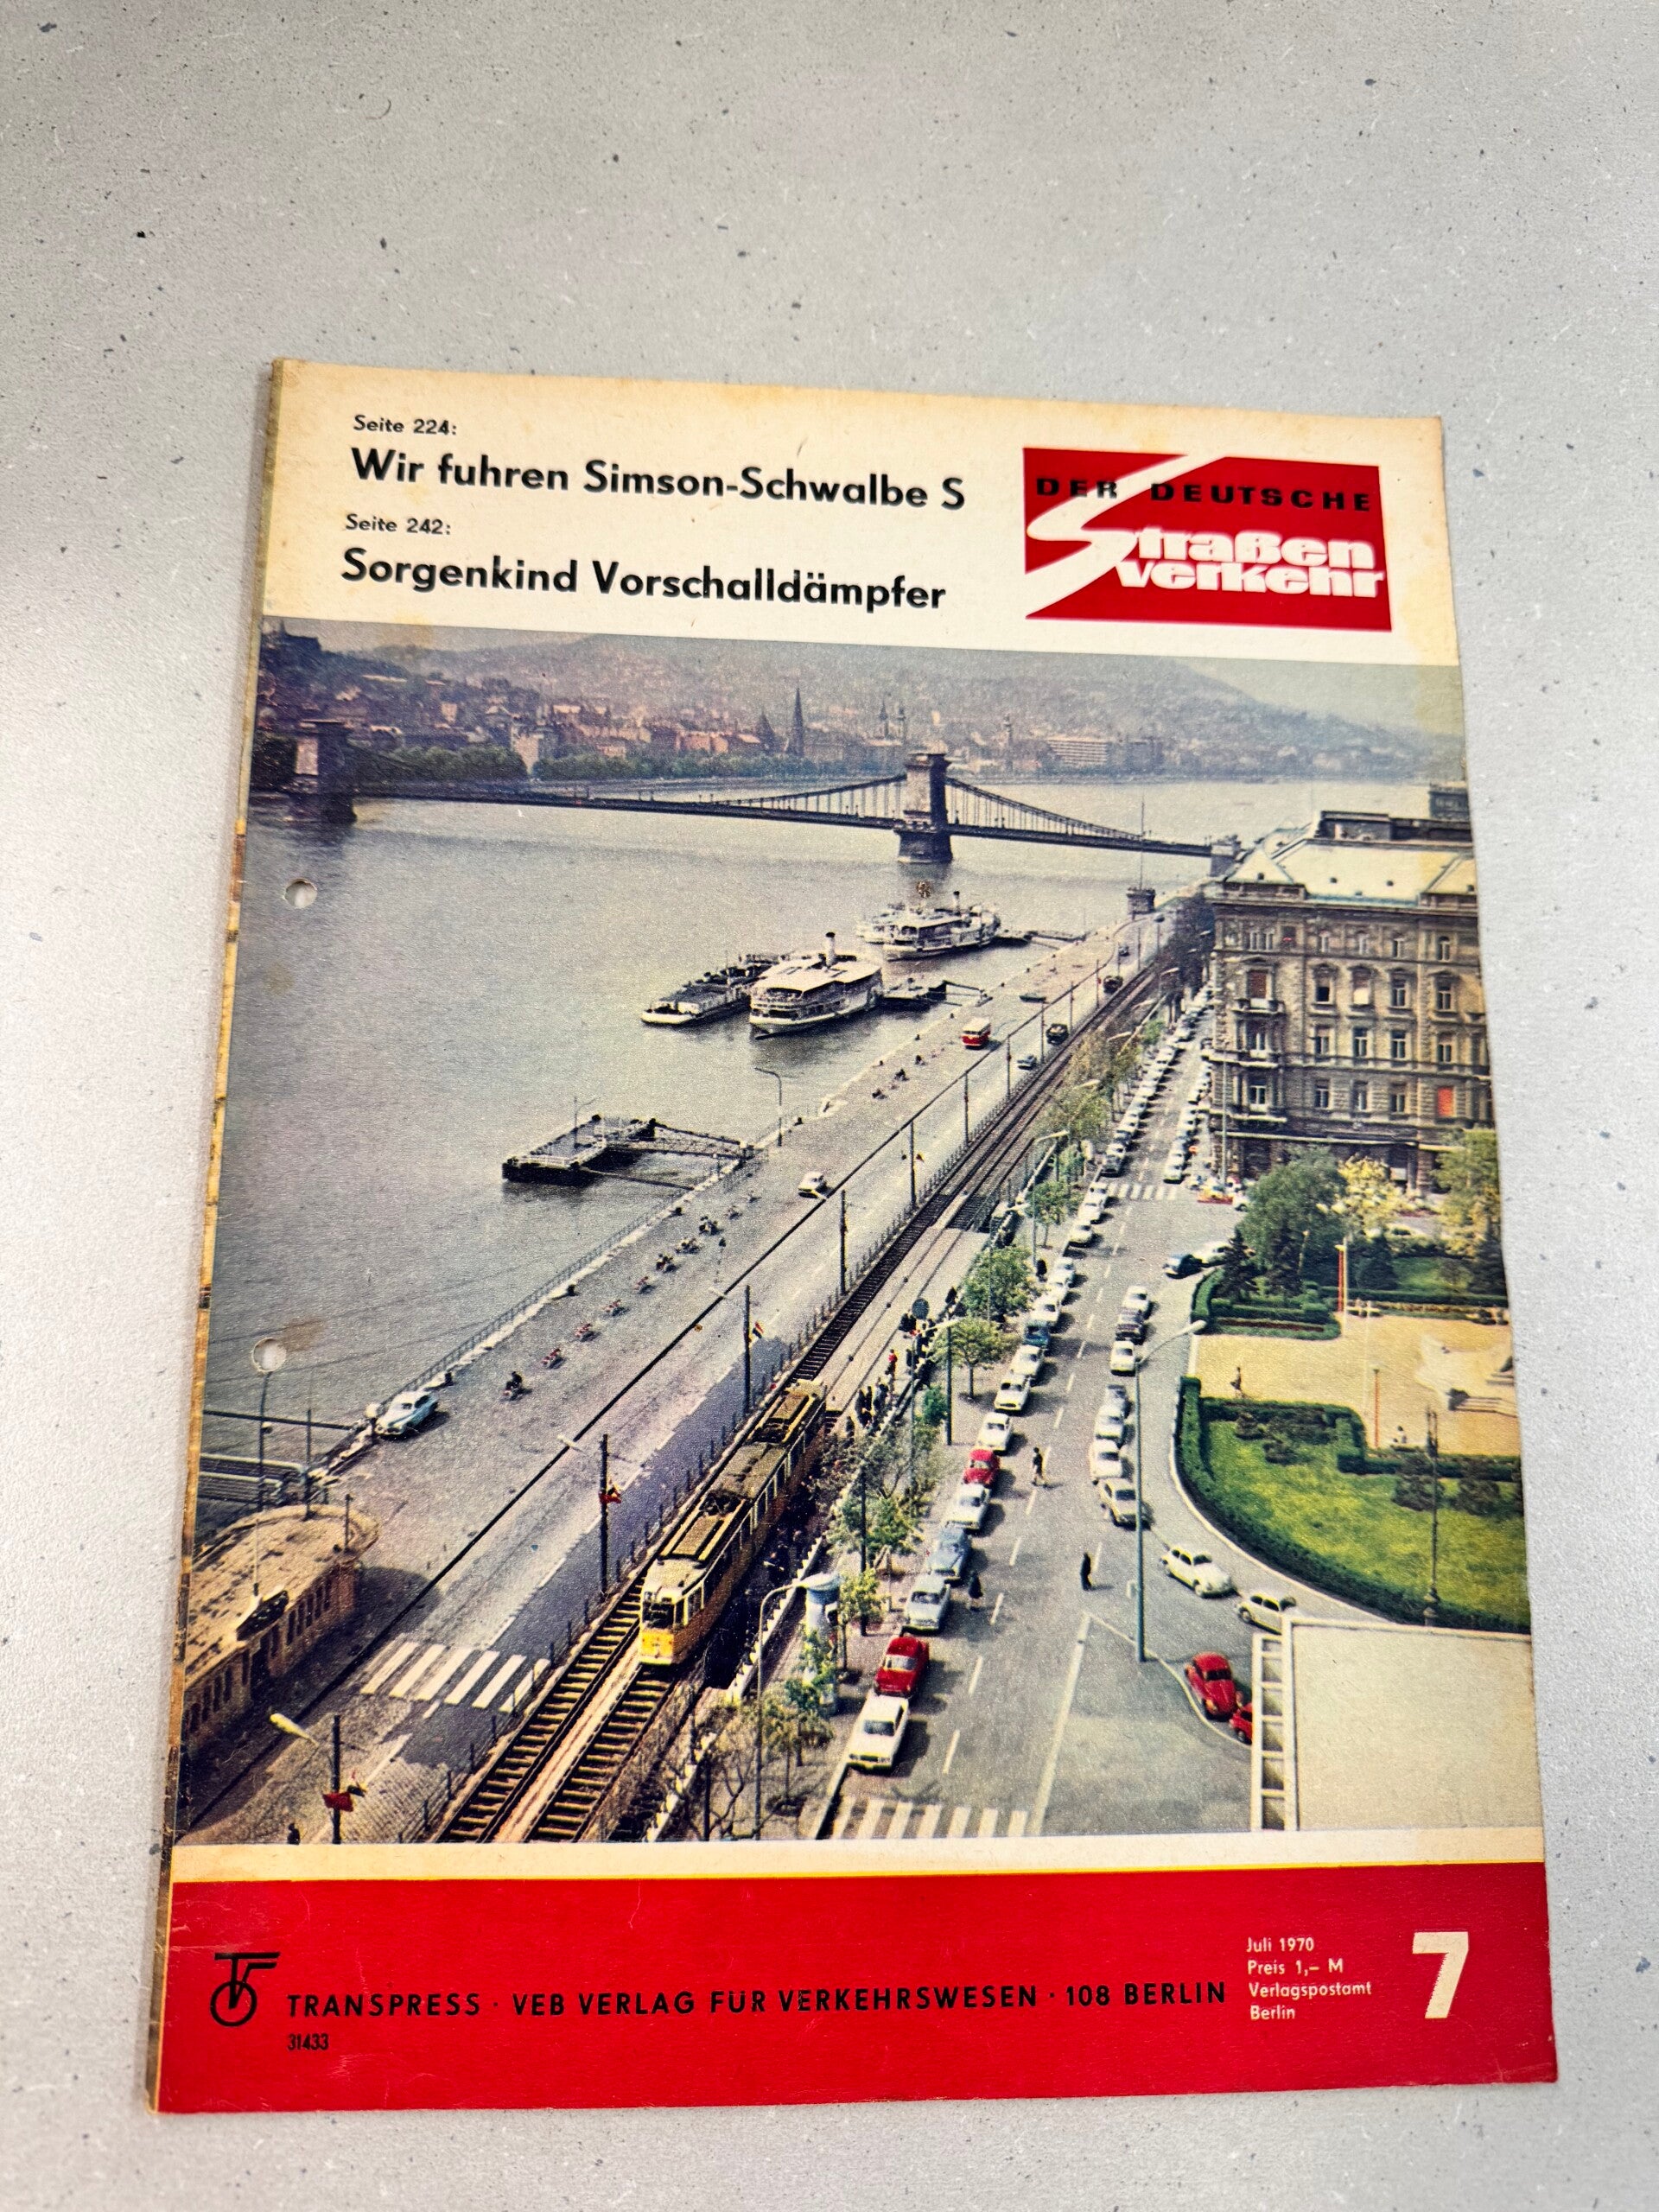 Seite 224:
Wir fuhren Simson-Schwalbe S
Seite 242:
Sorgenkind Vorschalldämpfer
DER DEUTSCHE
Straßen
verkehr
TRANSPRESS · VEB VERLAG FÜR VERKEHRSWESEN · 108 BERLIN
31433
Juli 1970
Preis 1,– M
Verlagspostamt
Berlin
7